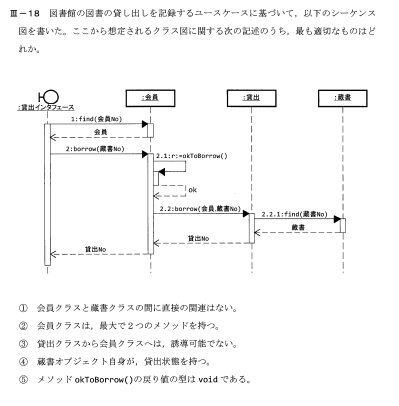 Ⅲ－18 図書館の図書の貸し出しを記録するユースケースに基づいて，以下のシーケンス
図を書いた。ここから想定されるクラス図に関する次の記述のうち，最も適切なものはど
れか。
:貸出インタフェース
:会員
:貸出
:蔵書
1:find(会員No)
会員
2:borrow(蔵書No)
2.1:r:=okToBorrow()
ok
2.2:borrow(会員,蔵書No)
2.2.1:find(蔵書No)
蔵書
貸出No
貸出No
① 会員クラスと蔵書クラスの間に直接の関連はない。
② 会員クラスは，最大で２つのメソッドを持つ。
③ 貸出クラスから会員クラスへは，誘導可能でない。
④ 蔵書オブジェクト自身が，貸出状態を持つ。
⑤ メソッド okToBorrow()の戻り値の型は void である。